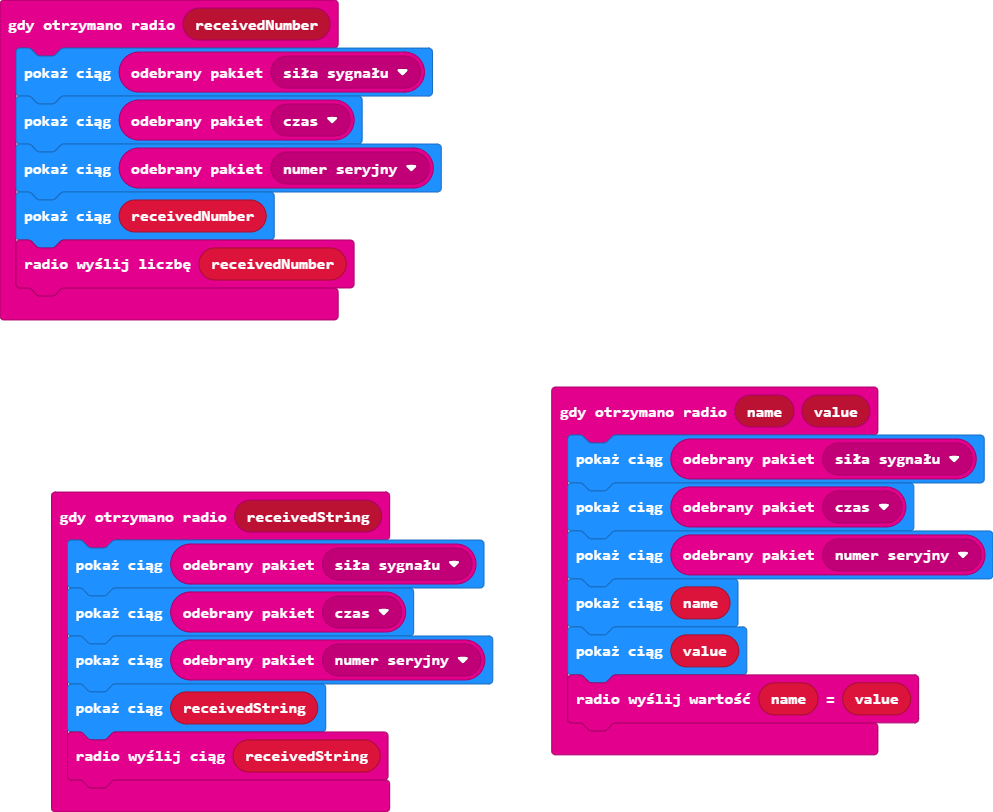 gdy otrzymano radio receivedNumber
pokaż ciąg odebrany pakiet siła sygnału
pokaż ciąg odebrany pakiet czas
pokaż ciąg odebrany pakiet numer seryjny
pokaż ciąg receivedNumber
radio wyślij liczbę receivedNumber
gdy otrzymano radio receivedString
pokaż ciąg odebrany pakiet siła sygnału
pokaż ciąg odebrany pakiet czas
pokaż ciąg odebrany pakiet numer seryjny
pokaż ciąg receivedString
radio wyślij ciąg receivedString
gdy otrzymano radio name value
pokaż ciąg odebrany pakiet siła sygnału
pokaż ciąg odebrany pakiet czas
pokaż ciąg odebrany pakiet numer seryjny
pokaż ciąg name
pokaż ciąg value
radio wyślij wartość name = value